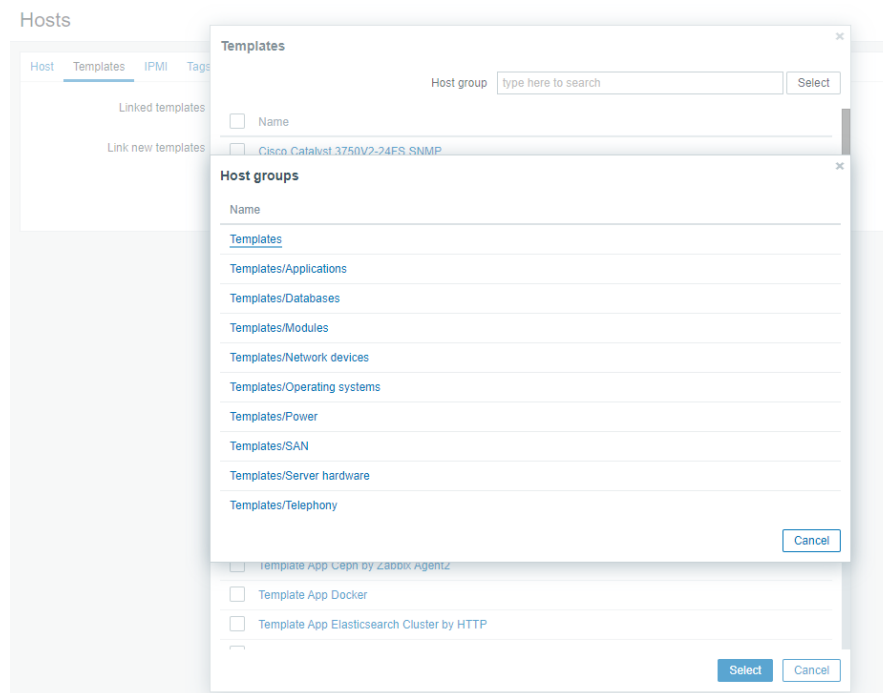 Hosts
Templates
Host Templates IPMI Tags
Host group type here to search Select
Linked templates
Name
Link new templates
Cisco Catalyst 3750V2-24FS SNMP
Host groups
Name
Templates
Templates/Applications
Templates/Databases
Templates/Modules
Templates/Network devices
Templates/Operating systems
Templates/Power
Templates/SAN
Templates/Server hardware
Templates/Telephony
Cancel
Template App Ceph by Zabbix Agent2
Template App Docker
Template App Elasticsearch Cluster by HTTP
Select Cancel